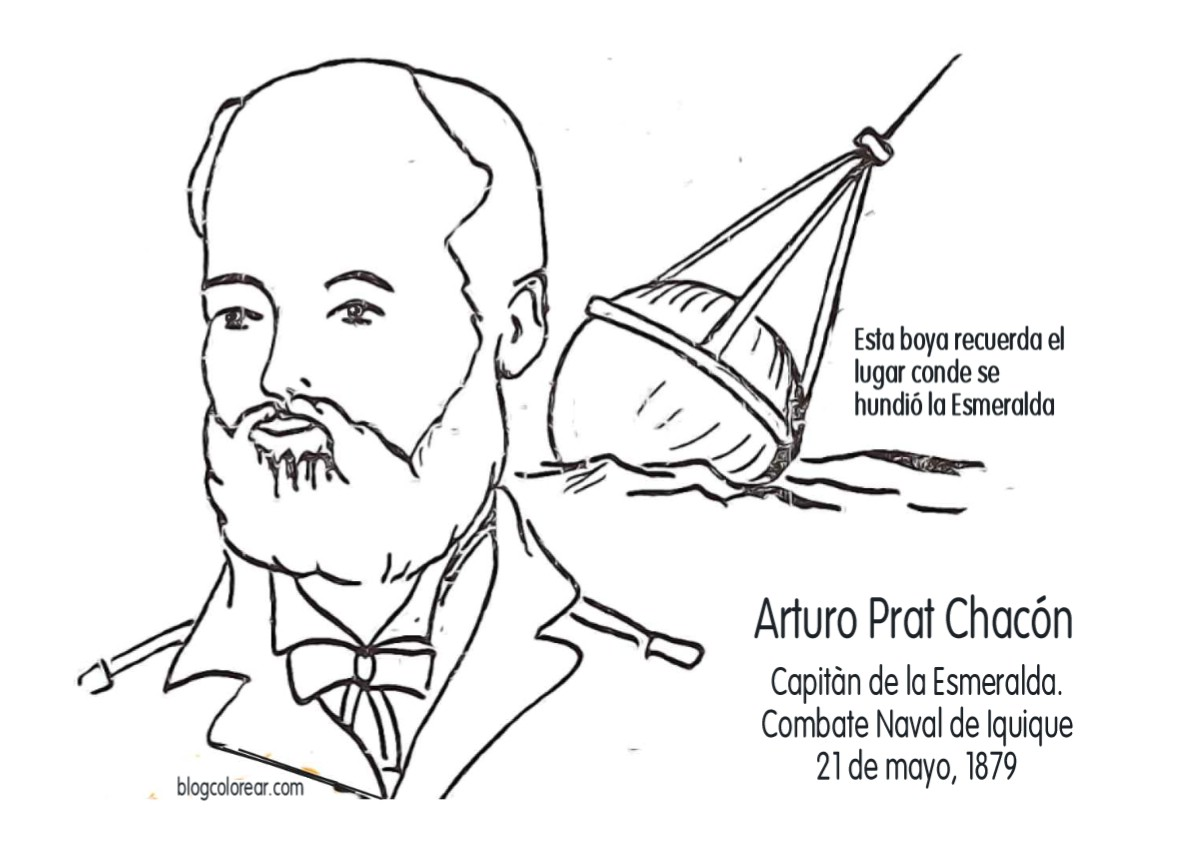 Esta boya recuerda el
lugar conde se
hundió la Esmeralda
Arturo Prat Chacón
Capitàn de la Esmeralda.
Combate Naval de Iquique
21 de mayo, 1879
blogcolorear.com